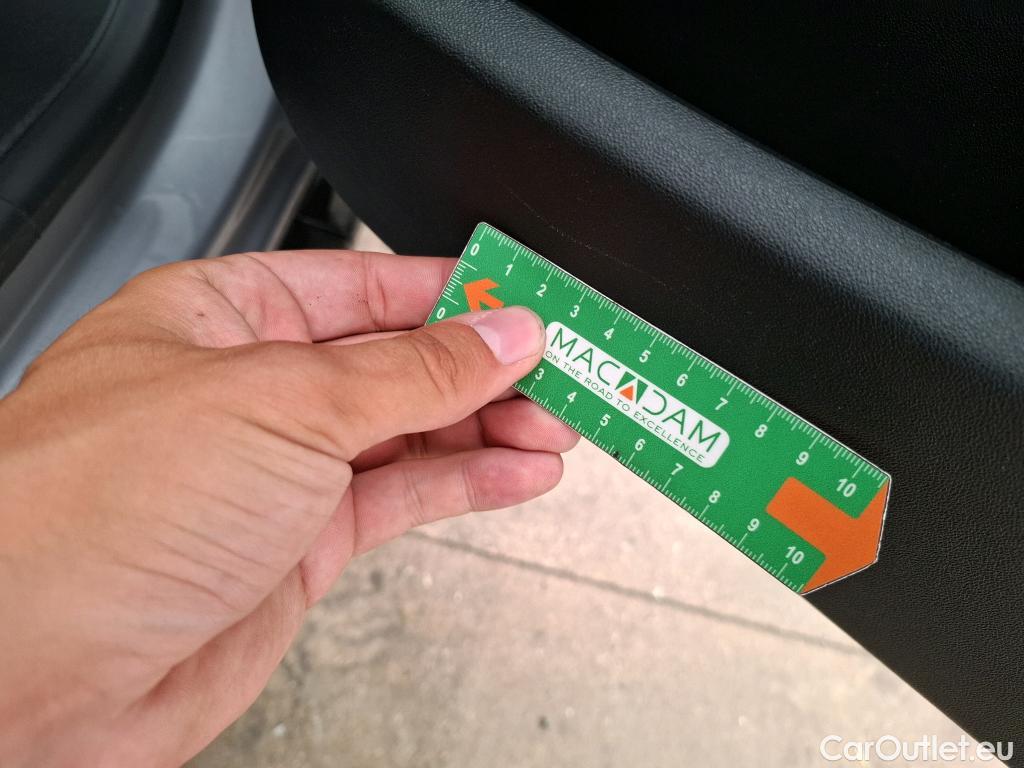 0 1 2 3 4 5 6 7 8 9 10
MACADAM
ON THE ROAD TO EXCELLENCE
0 3 4 5 6 7 8 9 10
CarOutlet.eu